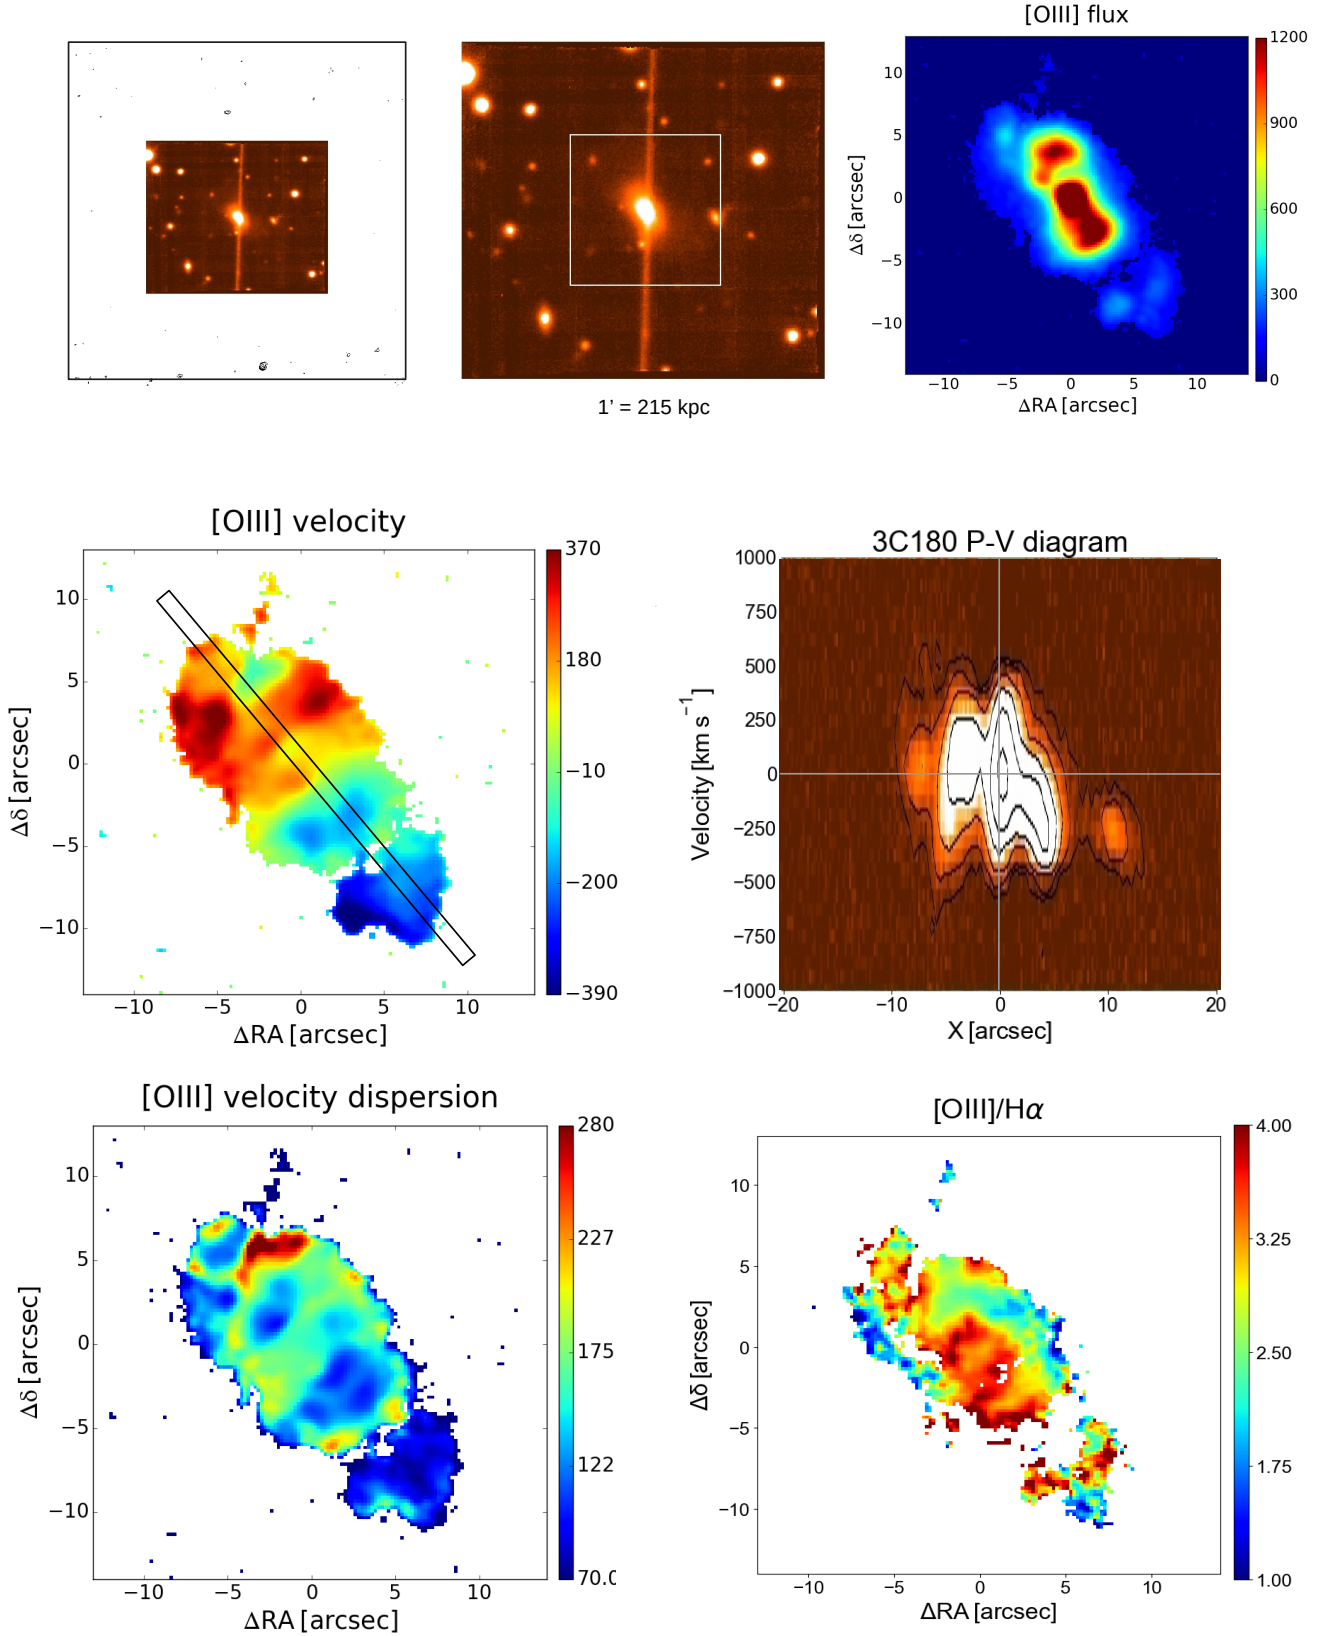 [OIII] flux
10
5
0
−5
−10
Δδ [arcsec]
−10 −5 0 5 10
ΔRA [arcsec]
1200
900
600
300
0
1’ = 215 kpc
[OIII] velocity
10
5
0
−5
−10
Δδ [arcsec]
−10 −5 0 5 10
ΔRA [arcsec]
370
180
−10
−200
−390
3C180 P-V diagram
1000
750
500
250
0
−250
−500
−750
−1000
Velocity [km s⁻¹]
−20 −10 0 10 20
X [arcsec]
[OIII] velocity dispersion
10
5
0
−5
−10
Δδ [arcsec]
−10 −5 0 5 10
ΔRA [arcsec]
280
227
175
122
70.0
[OIII]/Hα
10
5
0
−5
−10
Δδ [arcsec]
−10 −5 0 5 10
ΔRA [arcsec]
4.00
3.25
2.50
1.75
1.00